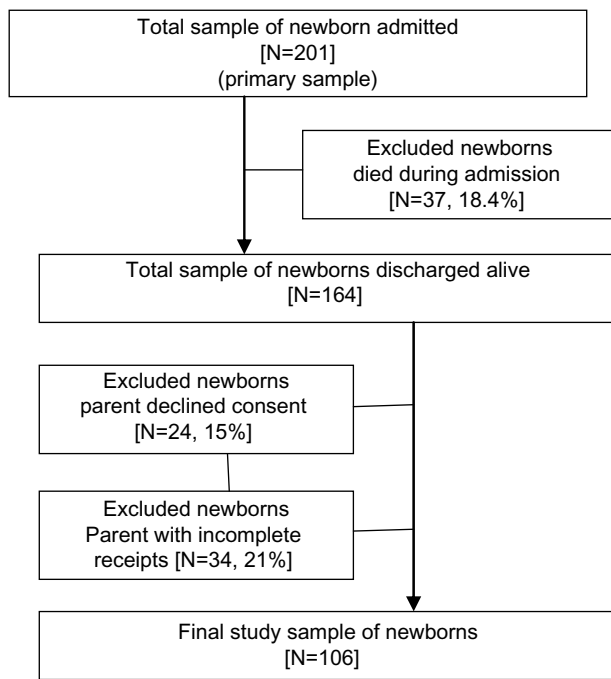 Total sample of newborn admitted
[N=201]
(primary sample)
Excluded newborns
died during admission
[N=37, 18.4%]
Total sample of newborns discharged alive
[N=164]
Excluded newborns
parent declined consent
[N=24, 15%]
Excluded newborns
Parent with incomplete
receipts [N=34, 21%]
Final study sample of newborns
[N=106]